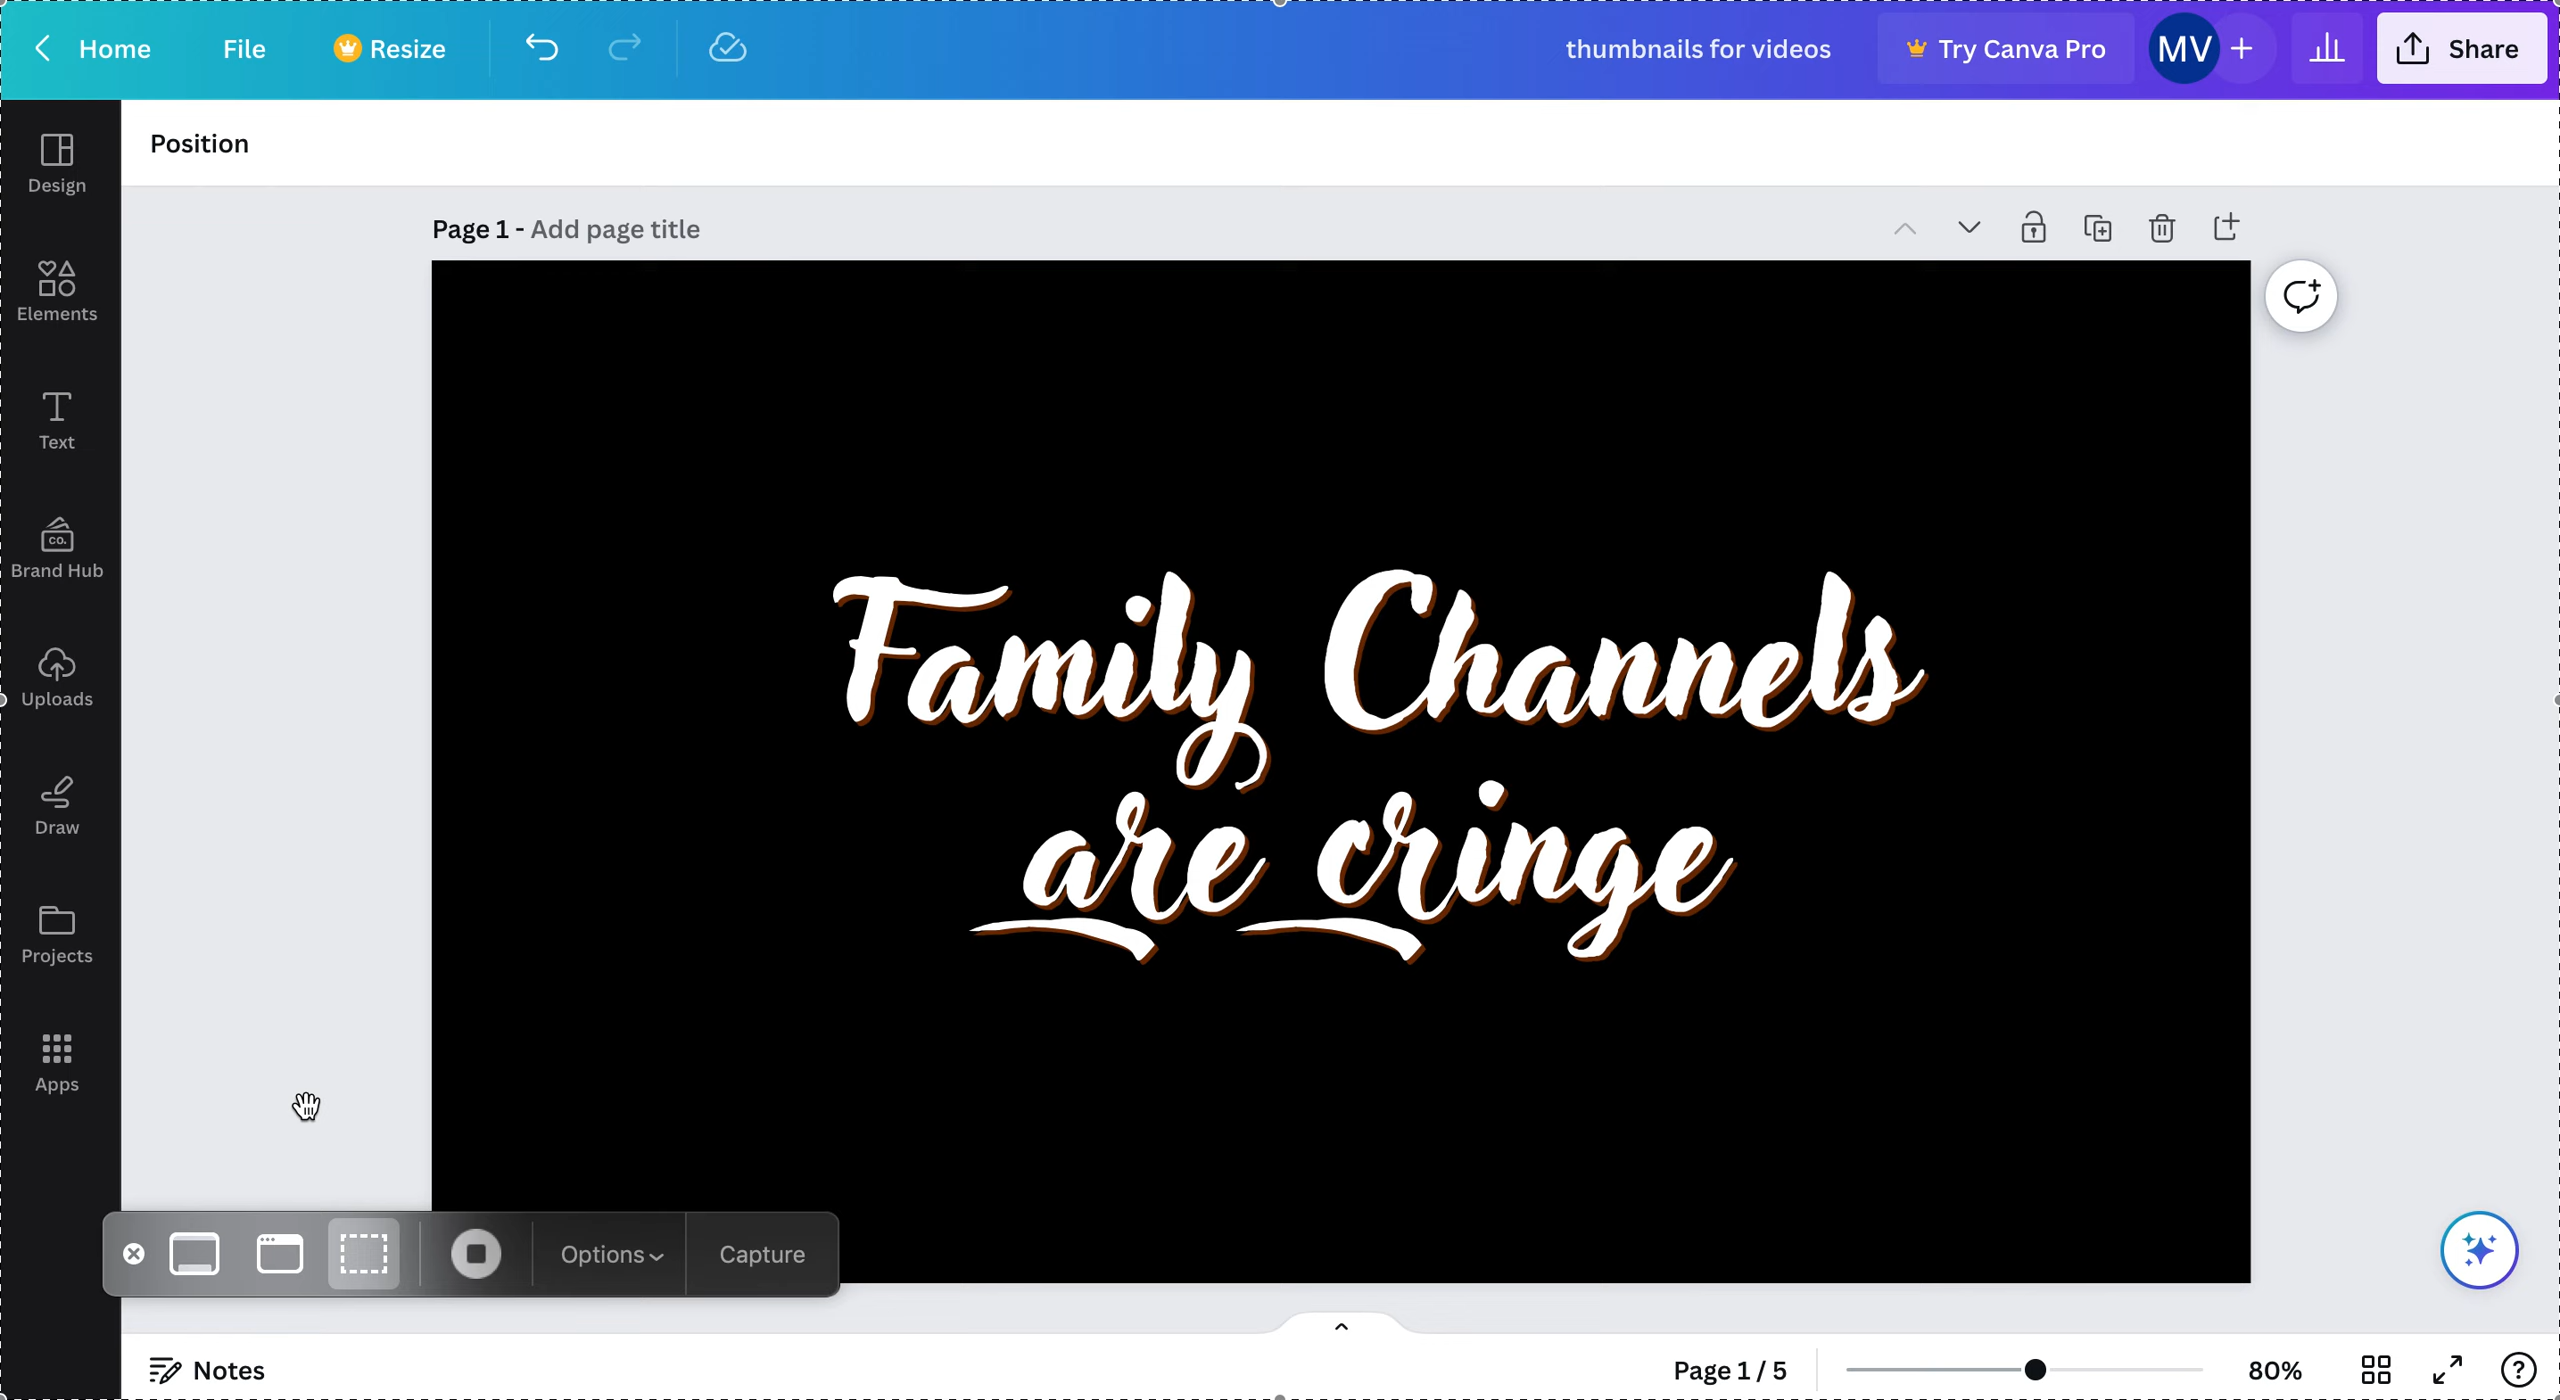 Home File Resize thumbnails for videos Try Canva Pro MV Share
Position
Design
Elements
Text
CO.
Brand Hub
Uploads
Draw
Projects
Apps
Page 1 - Add page title
Family Channels
are cringe
Options Capture
Notes Page 1 / 5 80% ?